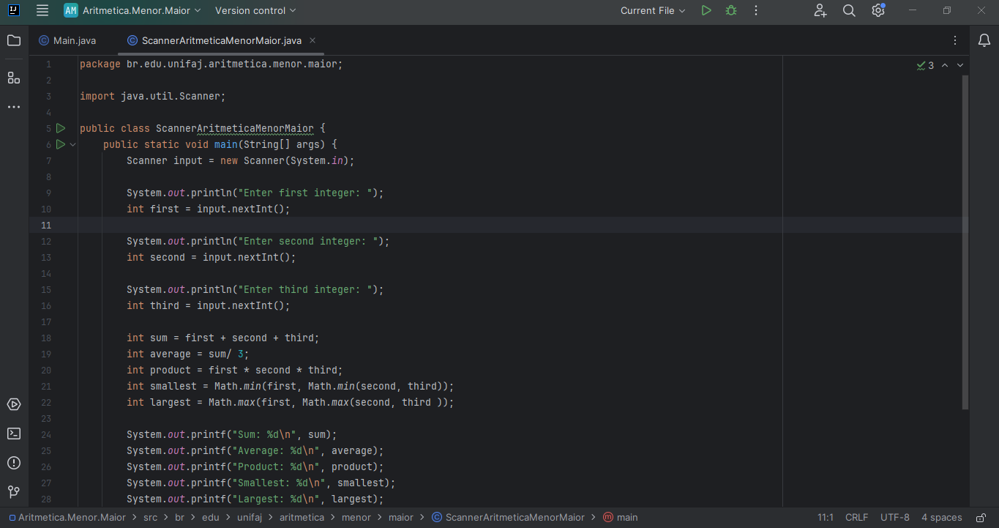 IJ AM Aritmetica.Menor.Maior Version control Current File
Main.java ScannerAritmeticaMenorMaior.java
3
1 package br.edu.unifaj.aritmetica.menor.maior;
2
3 import java.util.Scanner;
4
5 public class ScannerAritmeticaMenorMaior {
6     public static void main(String[] args) {
7         Scanner input = new Scanner(System.in);
8
9         System.out.println("Enter first integer: ");
10         int first = input.nextInt();
11
12         System.out.println("Enter second integer: ");
13         int second = input.nextInt();
14
15         System.out.println("Enter third integer: ");
16         int third = input.nextInt();
17
18         int sum = first + second + third;
19         int average = sum/ 3;
20         int product = first * second * third;
21         int smallest = Math.min(first, Math.min(second, third));
22         int largest = Math.max(first, Math.max(second, third ));
23
24         System.out.printf("Sum: %d\n", sum);
25         System.out.printf("Average: %d\n", average);
26         System.out.printf("Product: %d\n", product);
27         System.out.printf("Smallest: %d\n", smallest);
28         System.out.printf("Largest: %d\n", largest);
Aritmetica.Menor.Maior > src > br > edu > unifaj > aritmetica > menor > maior > C ScannerAritmeticaMenorMaior > m main 11:1 CRLF UTF-8 4 spaces